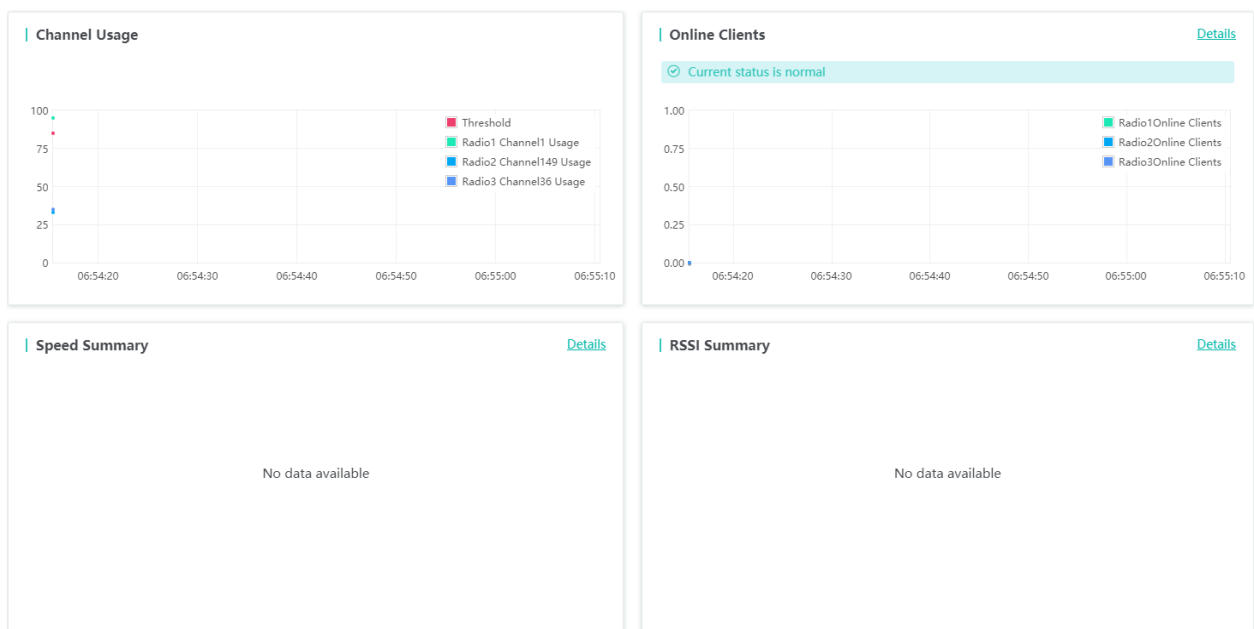 Channel Usage
100
75
50
25
0
Threshold
Radio1 Channel1 Usage
Radio2 Channel149 Usage
Radio3 Channel36 Usage
06:54:20 06:54:30 06:54:40 06:54:50 06:55:00 06:55:10
Online Clients Details
Current status is normal
1.00
0.75
0.50
0.25
0.00
Radio1Online Clients
Radio2Online Clients
Radio3Online Clients
06:54:20 06:54:30 06:54:40 06:54:50 06:55:00 06:55:10
Speed Summary Details
No data available
RSSI Summary Details
No data available